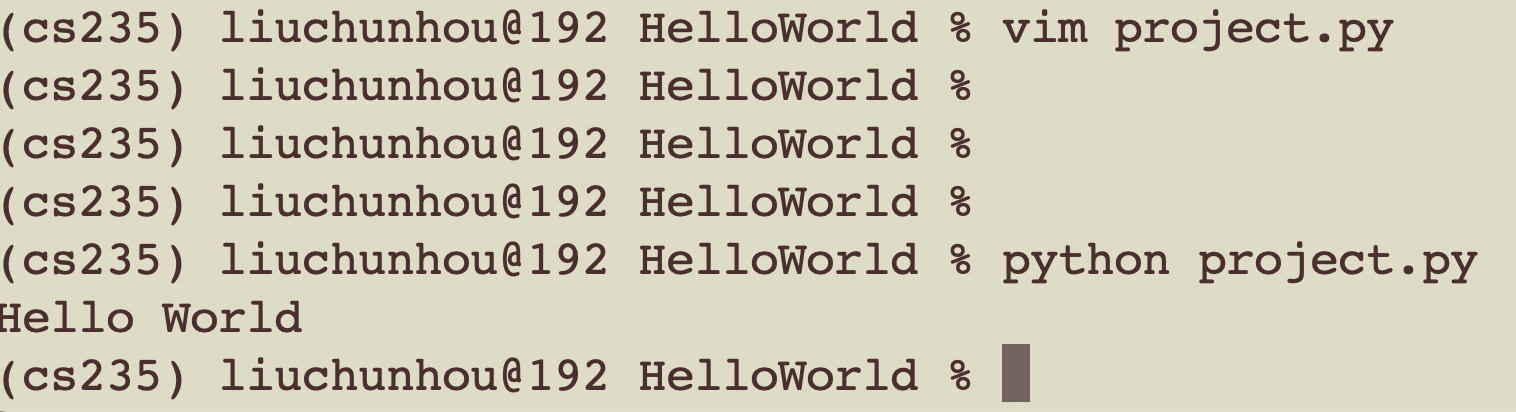 (cs235) liuchunhou@192 HelloWorld % vim project.py
(cs235) liuchunhou@192 HelloWorld %
(cs235) liuchunhou@192 HelloWorld %
(cs235) liuchunhou@192 HelloWorld %
(cs235) liuchunhou@192 HelloWorld % python project.py
Hello World
(cs235) liuchunhou@192 HelloWorld %